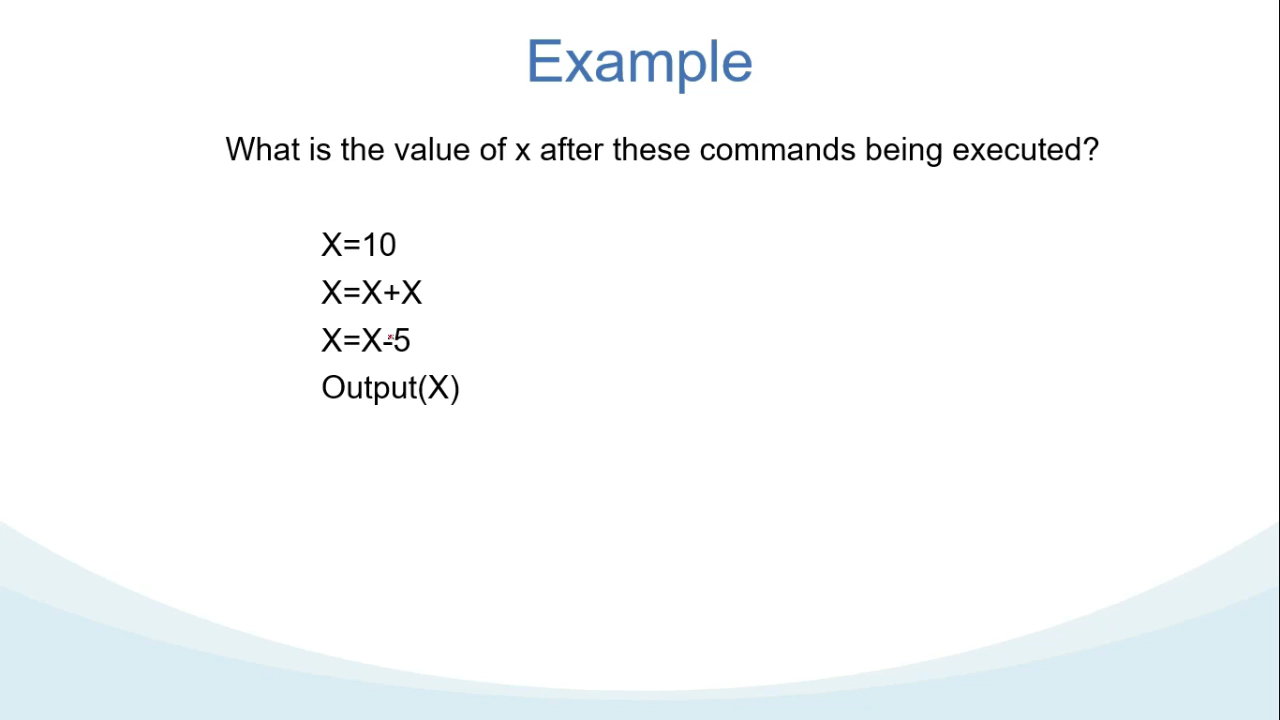 Example
What is the value of x after these commands being executed?
X=10
X=X+X
X=X-5
Output(X)